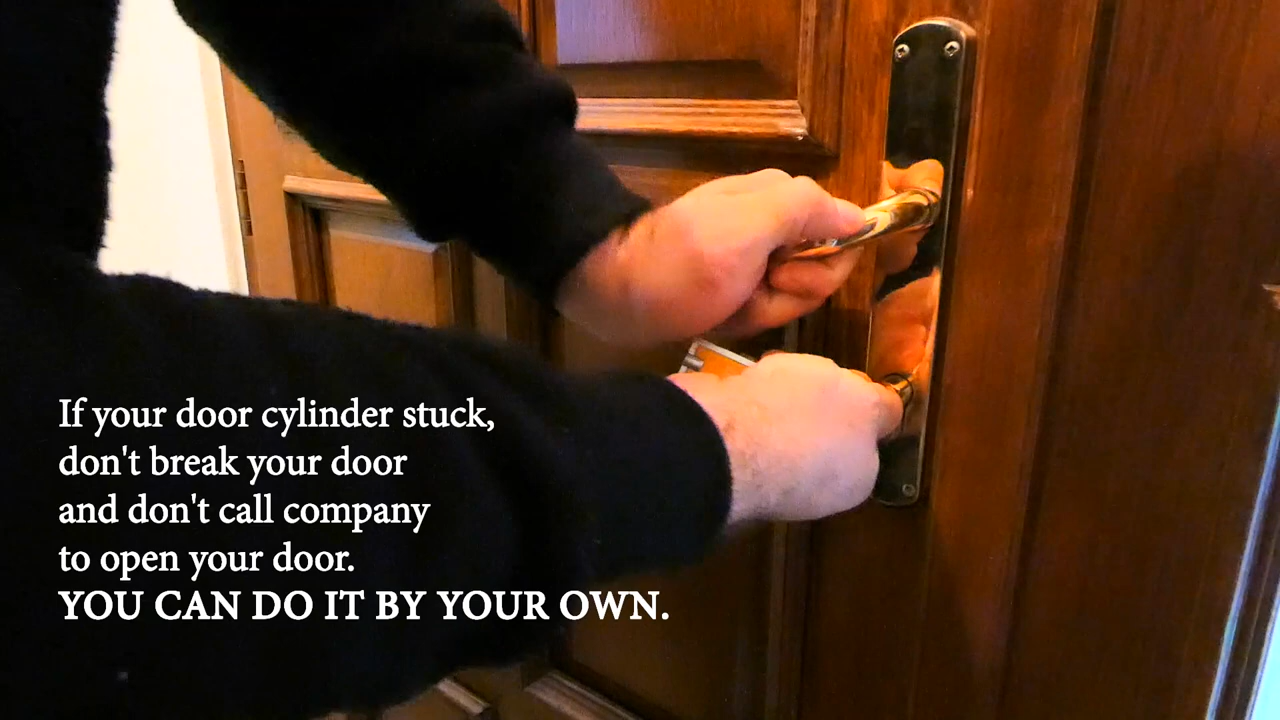 If your door cylinder stuck,
don't break your door
and don't call company
to open your door.
YOU CAN DO IT BY YOUR OWN.